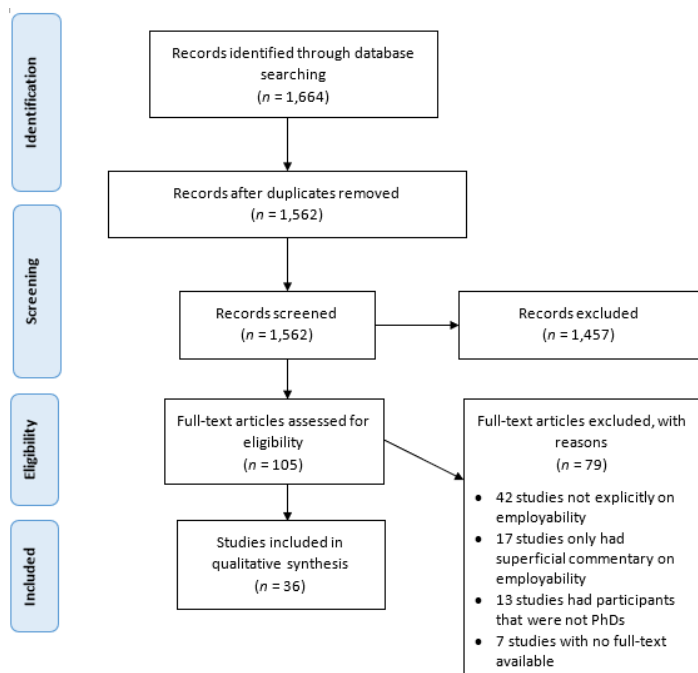 Identification
Records identified through database
searching
(n = 1,664)
Records after duplicates removed
(n = 1,562)
Screening
Records screened
(n = 1,562)
Records excluded
(n = 1,457)
Eligibility
Full-text articles assessed for
eligibility
(n = 105)
Full-text articles excluded, with
reasons
(n = 79)
• 42 studies not explicitly on
employability
• 17 studies only had
superficial commentary on
employability
• 13 studies had participants
that were not PhDs
• 7 studies with no full-text
available
Included
Studies included in
qualitative synthesis
(n = 36)